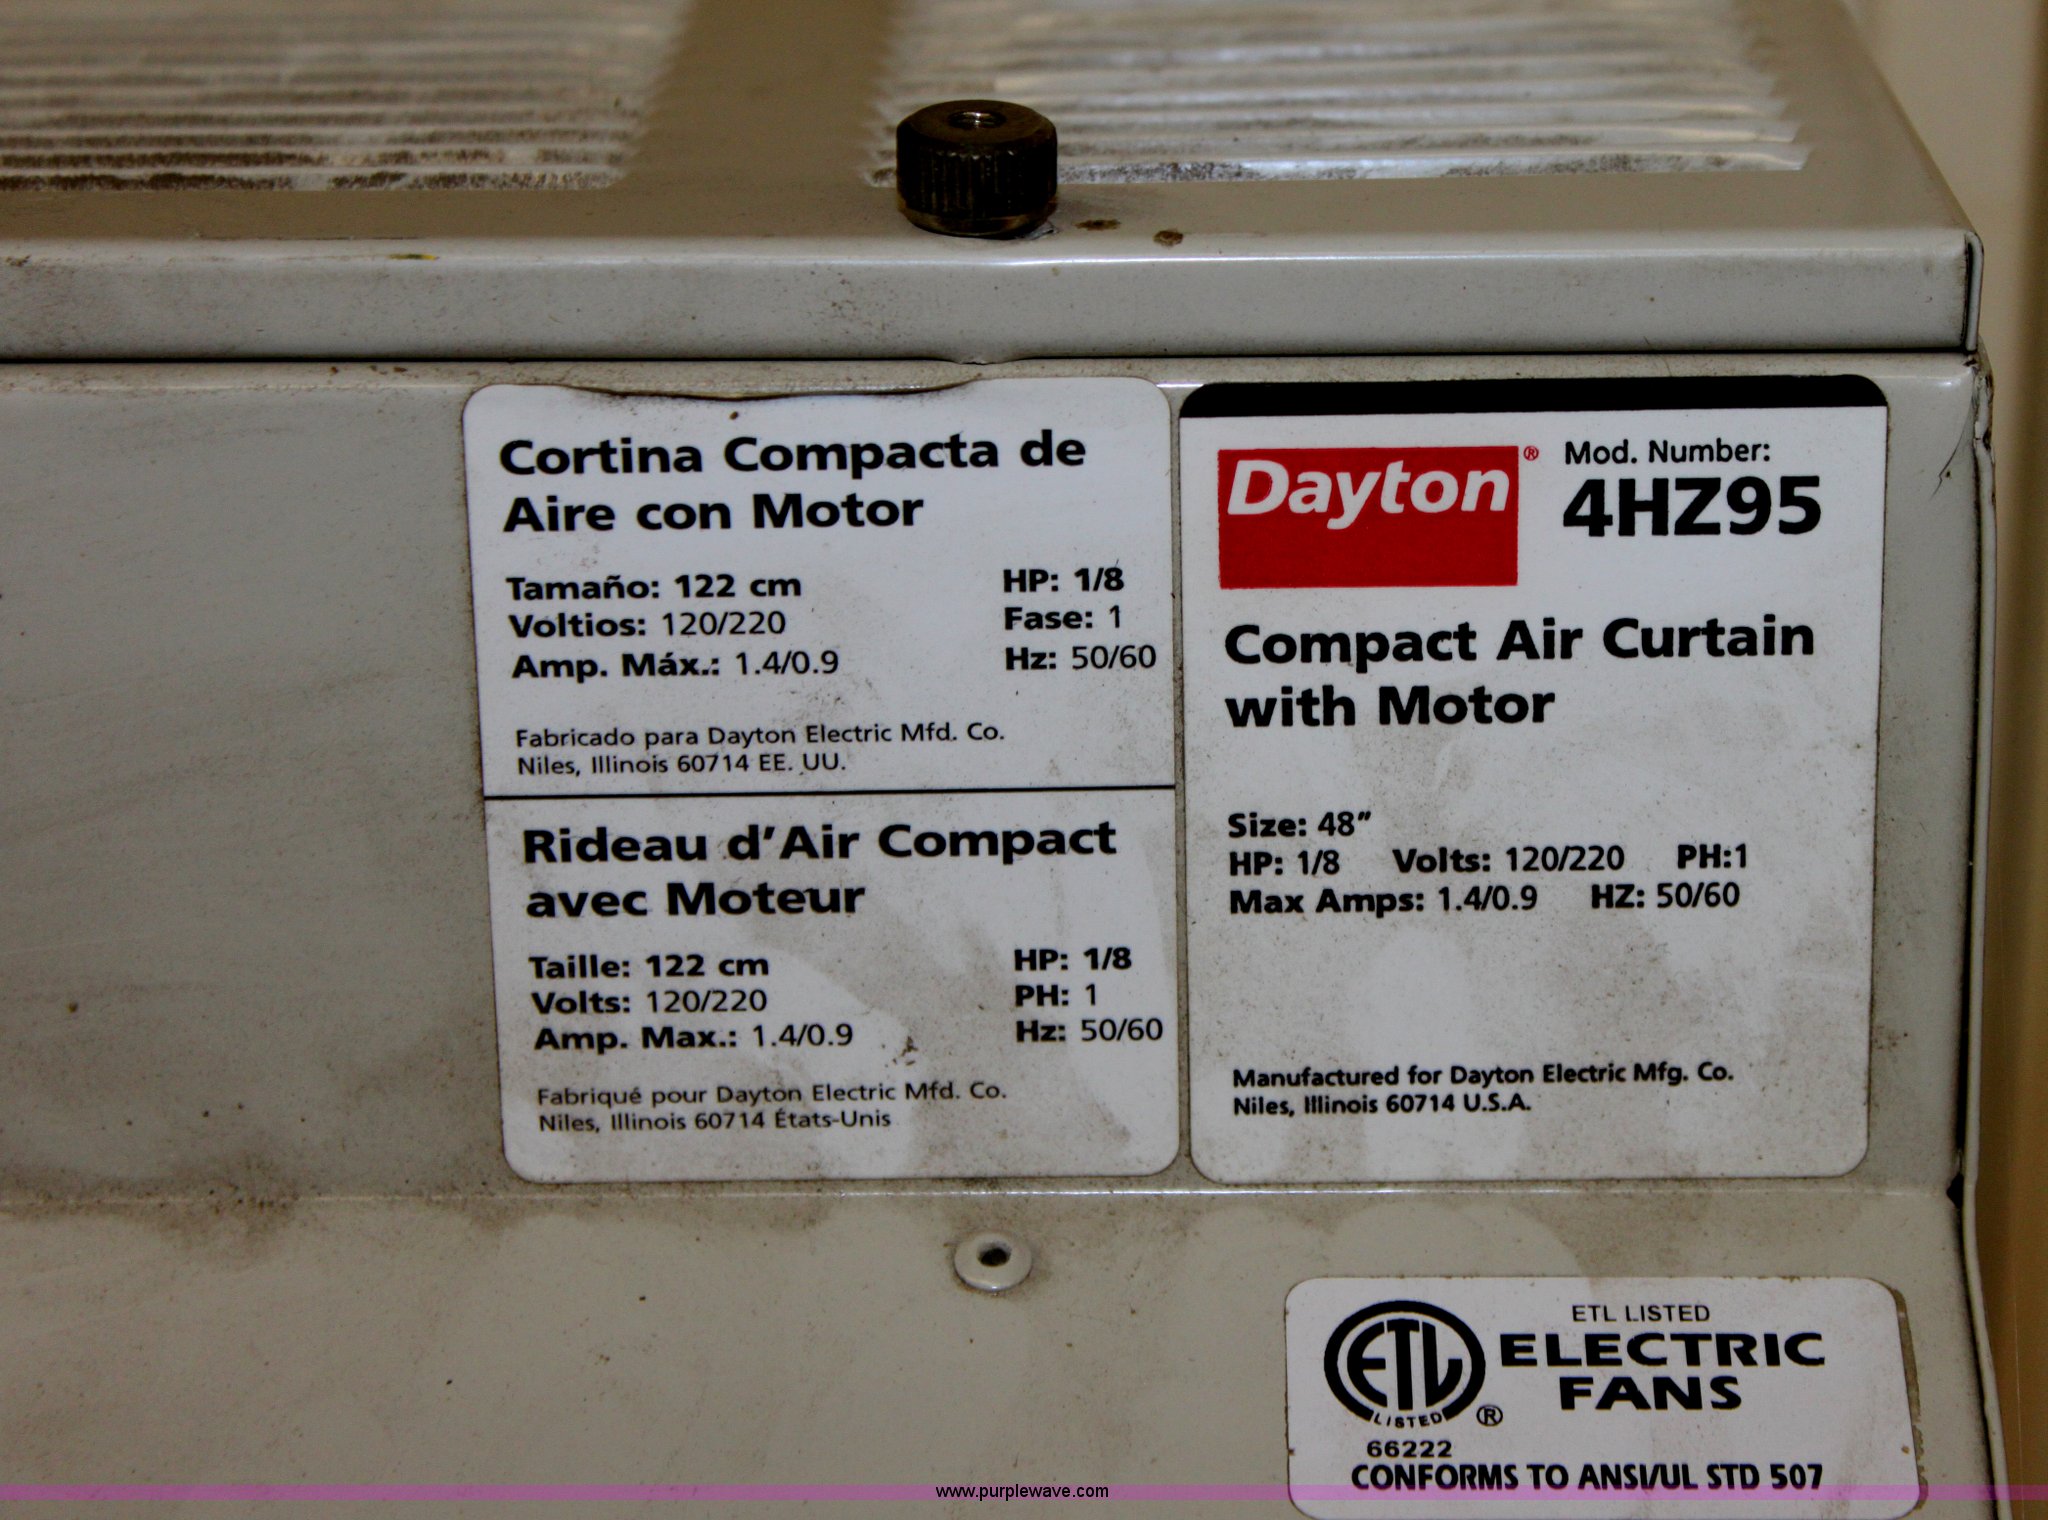 Cortina Compacta de
Aire con Motor
Tamaño: 122 cm HP: 1/8
Voltios: 120/220 Fase: 1
Amp. Máx.: 1.4/0.9 Hz: 50/60
Fabricado para Dayton Electric Mfd. Co.
Niles, Illinois 60714 EE. UU.
Rideau d'Air Compact
avec Moteur
Taille: 122 cm HP: 1/8
Volts: 120/220 PH: 1
Amp. Max.: 1.4/0.9 Hz: 50/60
Fabriqué pour Dayton Electric Mfd. Co.
Niles, Illinois 60714 États-Unis
Dayton®
Mod. Number:
4HZ95
Compact Air Curtain
with Motor
Size: 48"
HP: 1/8 Volts: 120/220 PH:1
Max Amps: 1.4/0.9 HZ: 50/60
Manufactured for Dayton Electric Mfg. Co.
Niles, Illinois 60714 U.S.A.
ETL LISTED
ELECTRIC
FANS
ETL
LISTED ®
66222
CONFORMS TO ANSI/UL STD 507
www.purplewave.com